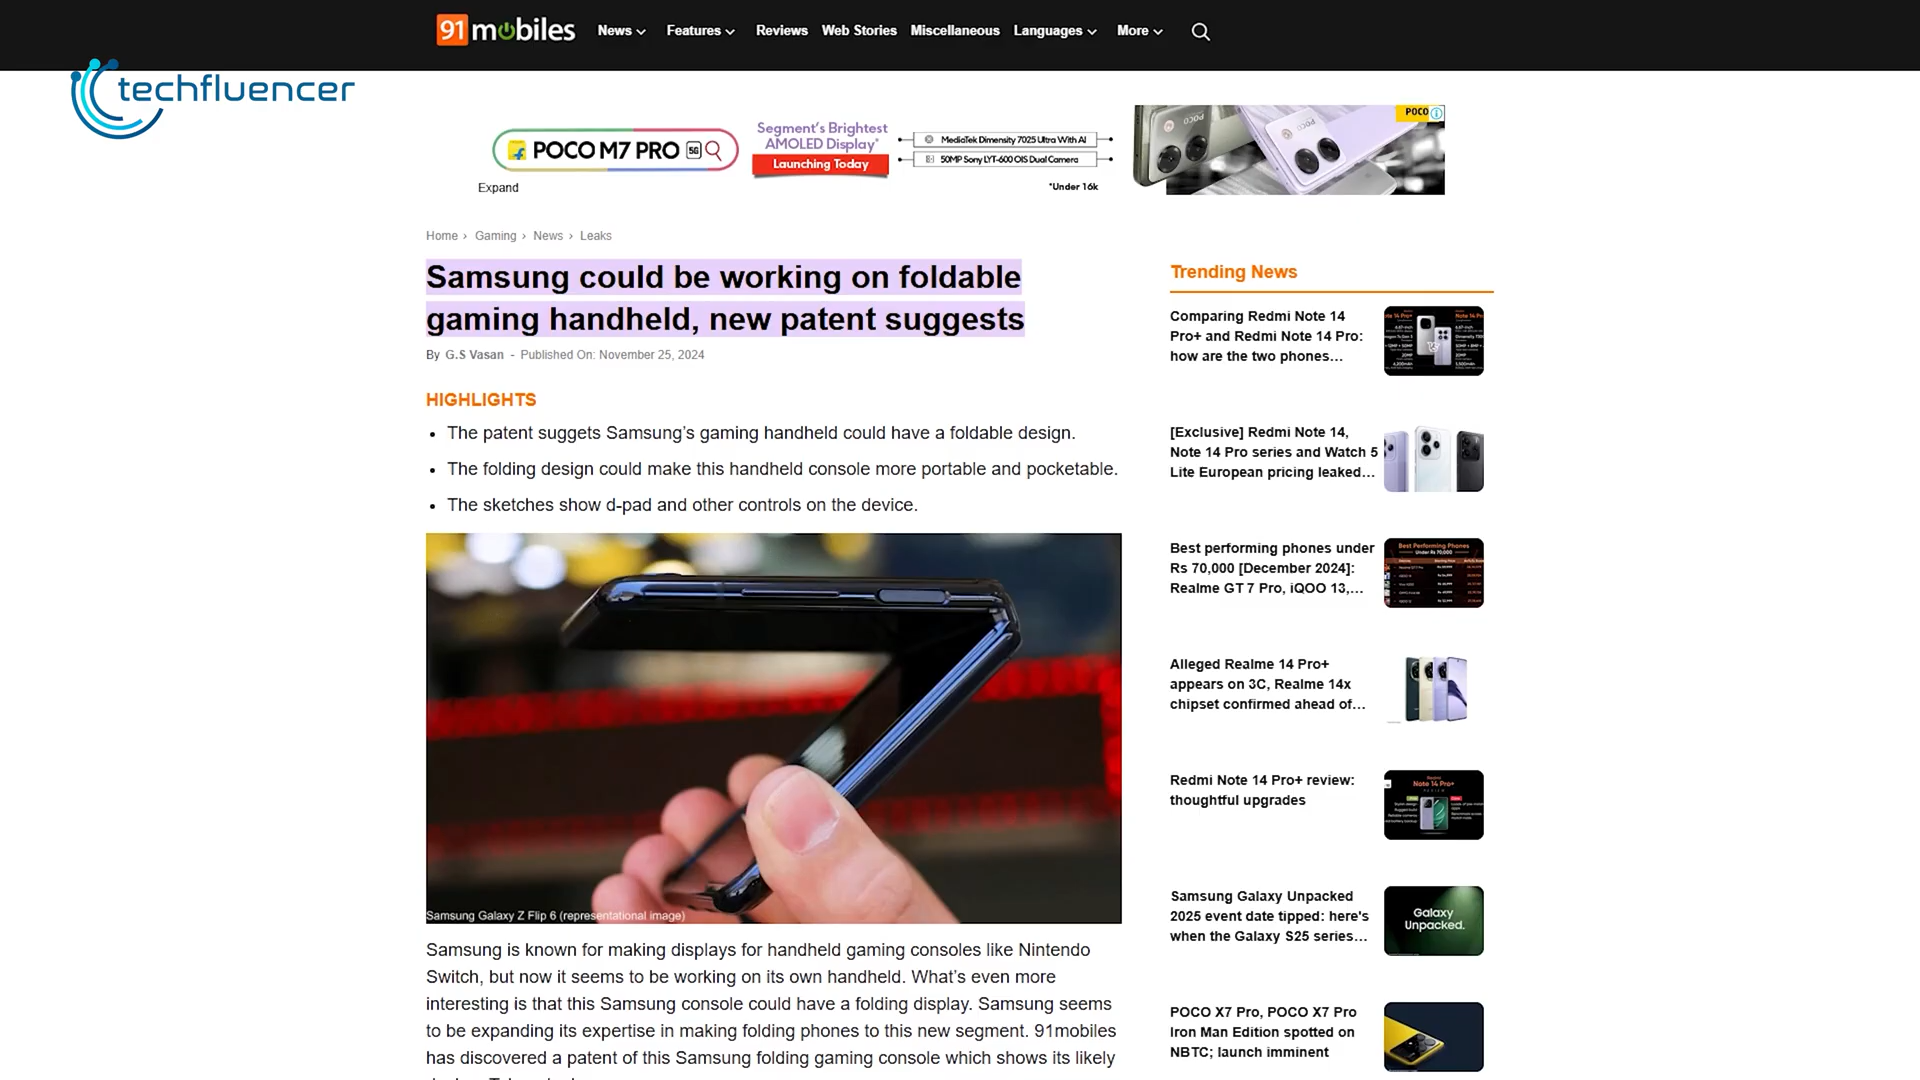 91mobiles
News
Features
Reviews
Web Stories
Miscellaneous
Languages
More
techfluencer
POCO M7 PRO 5G
Segment's Brightest
AMOLED Display*
Launching Today
MediaTek Dimensity 7025 Ultra With AI
50MP Sony LYT-600 OIS Dual Camera
*Under 16k
POCO
Expand
Home › Gaming › News › Leaks
Samsung could be working on foldable
gaming handheld, new patent suggests
By G.S Vasan - Published On: November 25, 2024
HIGHLIGHTS
• The patent suggets Samsung's gaming handheld could have a foldable design.
• The folding design could make this handheld console more portable and pocketable.
• The sketches show d-pad and other controls on the device.
Samsung Galaxy Z Flip 6 (representational image)
Samsung is known for making displays for handheld gaming consoles like Nintendo
Switch, but now it seems to be working on its own handheld. What's even more
interesting is that this Samsung console could have a folding display. Samsung seems
to be expanding its expertise in making folding phones to this new segment. 91mobiles
has discovered a patent of this Samsung folding gaming console which shows its likely
Trending News
Comparing Redmi Note 14
Pro+ and Redmi Note 14 Pro:
how are the two phones...
[Exclusive] Redmi Note 14,
Note 14 Pro series and Watch 5
Lite European pricing leaked...
Best performing phones under
Rs 70,000 [December 2024]:
Realme GT 7 Pro, iQOO 13,...
Best Performing Phones
Under Rs 70,000
Alleged Realme 14 Pro+
appears on 3C, Realme 14x
chipset confirmed ahead of...
Redmi Note 14 Pro+ review:
thoughtful upgrades
Redmi
Note 14 Pro+
REVIEW
Samsung Galaxy Unpacked
2025 event date tipped: here's
when the Galaxy S25 series...
Galaxy
Unpacked.
POCO X7 Pro, POCO X7 Pro
Iron Man Edition spotted on
NBTC; launch imminent